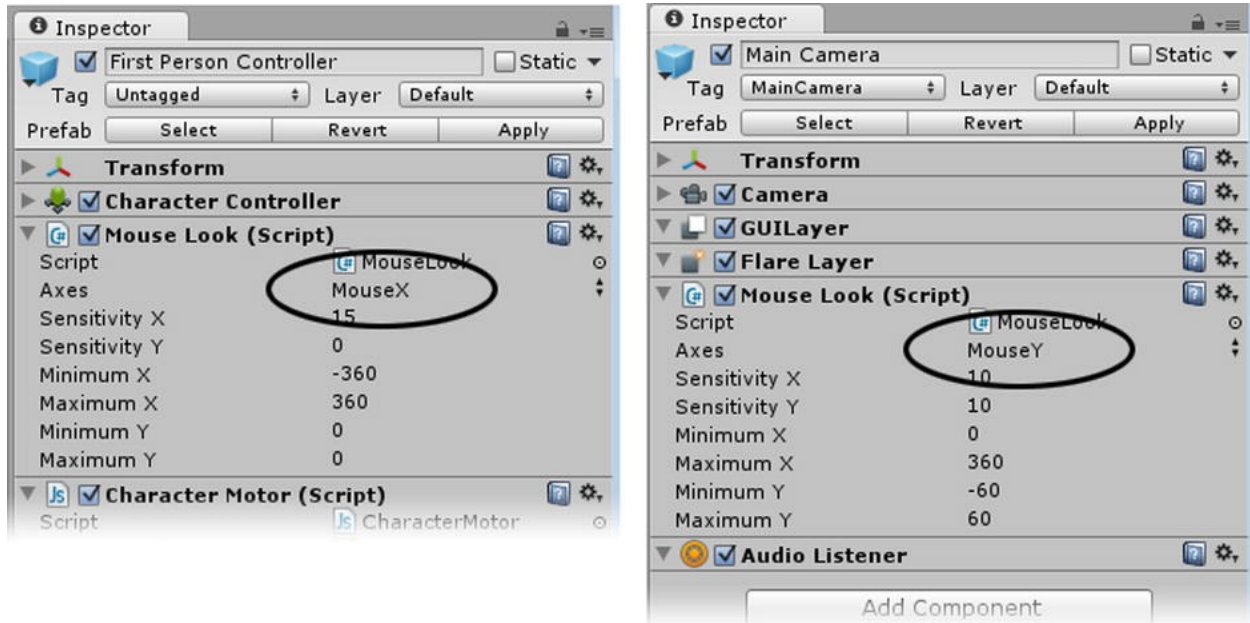 Inspector
First Person Controller Static
Tag Untagged Layer Default
Prefab Select Revert Apply
Transform
Character Controller
Mouse Look (Script)
Script MouseLook
Axes MouseX
Sensitivity X 15
Sensitivity Y 0
Minimum X -360
Maximum X 360
Minimum Y 0
Maximum Y 0
Js Character Motor (Script)
Script Js CharacterMotor
Inspector
Main Camera Static
Tag MainCamera Layer Default
Prefab Select Revert Apply
Transform
Camera
GUILayer
Flare Layer
Mouse Look (Script)
Script MouseLook
Axes MouseY
Sensitivity X 10
Sensitivity Y 10
Minimum X 0
Maximum X 360
Minimum Y -60
Maximum Y 60
Audio Listener
Add Component